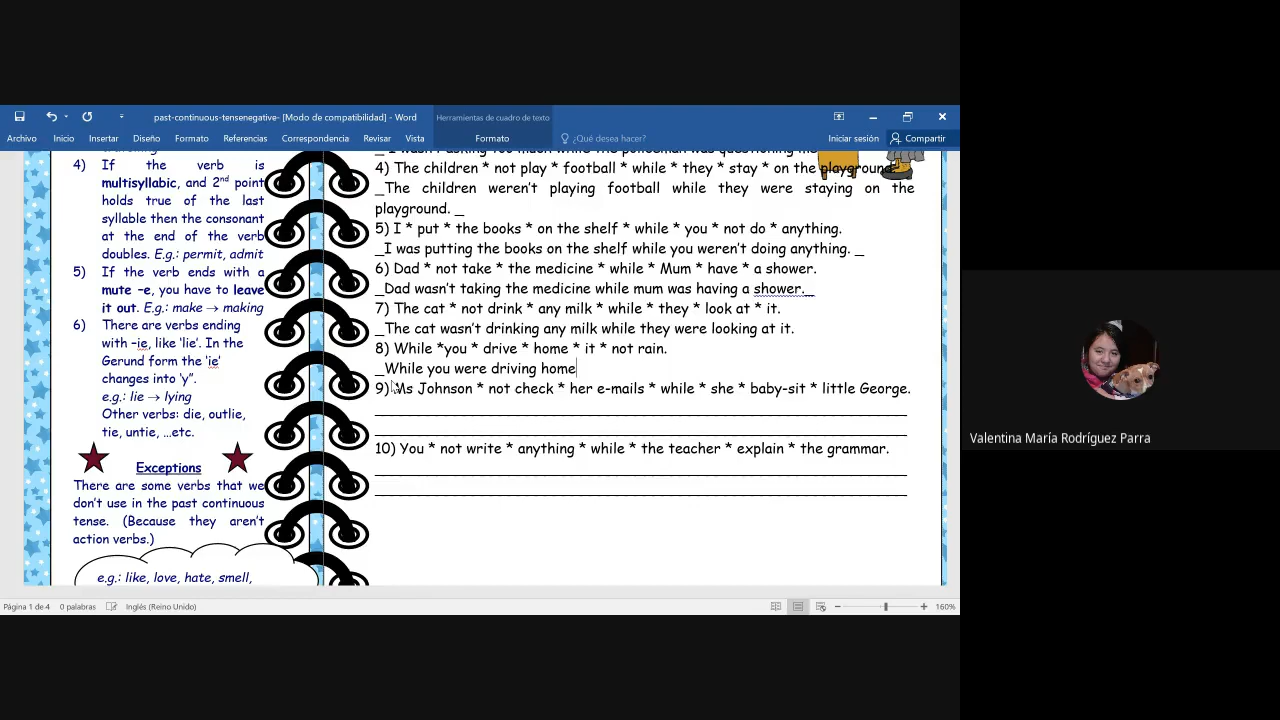 past-continuous-tensenegative- [Modo de compatibilidad] - Word
Herramientas de cuadro de texto
Archivo Inicio Insertar Diseño Formato Referencias Correspondencia Revisar Vista Formato ¿Qué desea hacer? Iniciar sesión Compartir
4) If the verb is
multisyllabic, and 2nd point
holds true of the last
syllable then the consonant
at the end of the verb
doubles. E.g.: permit, admit
5) If the verb ends with a
mute –e, you have to leave
it out. E.g.: make → making
6) There are verbs ending
with –ie, like 'lie'. In the
Gerund form the 'ie'
changes into 'y".
e.g.: lie → lying
Other verbs: die, outlie,
tie, untie, …etc.
Exceptions
There are some verbs that we
don't use in the past continuous
tense. (Because they aren't
action verbs.)
e.g.: like, love, hate, smell,
4) The children * not play * football * while * they * stay * on the playground.
_The children weren't playing football while they were staying on the
playground. _
5) I * put * the books * on the shelf * while * you * not do * anything.
_I was putting the books on the shelf while you weren't doing anything. _
6) Dad * not take * the medicine * while * Mum * have * a shower.
_Dad wasn't taking the medicine while mum was having a shower._
7) The cat * not drink * any milk * while * they * look at * it.
_The cat wasn't drinking any milk while they were looking at it.
8) While *you * drive * home * it * not rain.
_While you were driving home
9) Ms Johnson * not check * her e-mails * while * she * baby-sit * little George.
10) You * not write * anything * while * the teacher * explain * the grammar.
Página 1 de 4 0 palabras Inglés (Reino Unido) 160%
Valentina María Rodríguez Parra